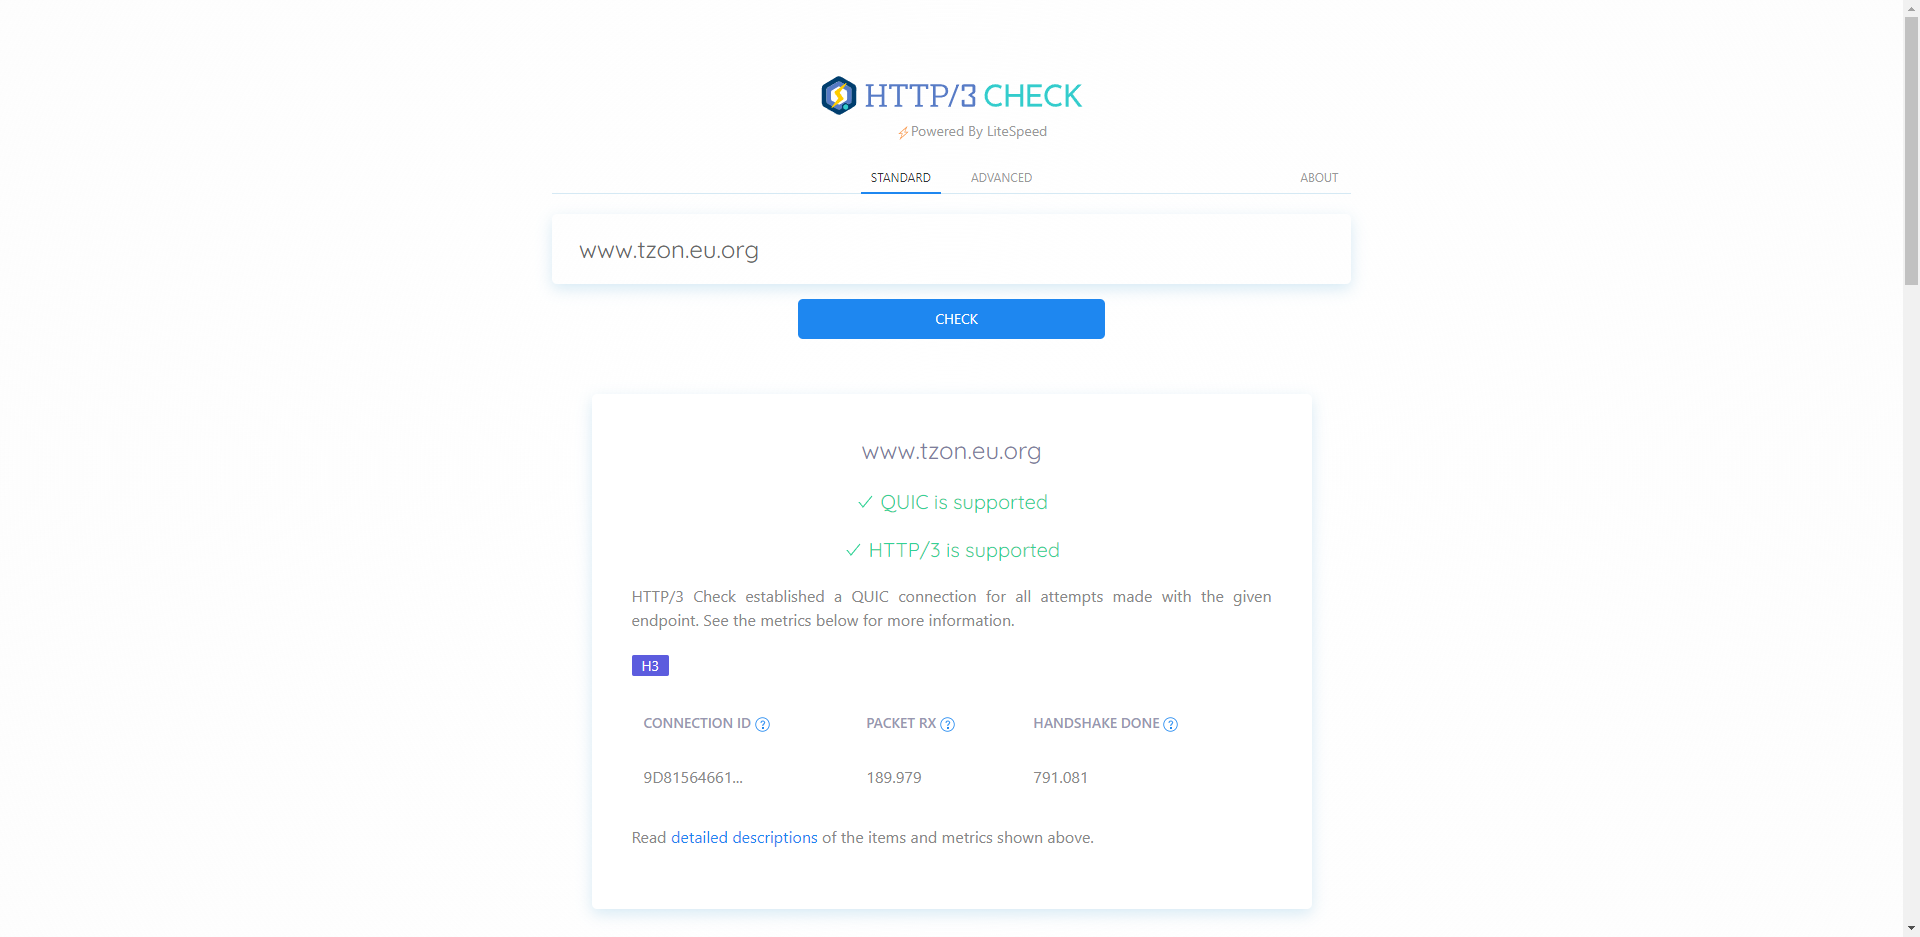 HTTP/3 CHECK
Powered By LiteSpeed
STANDARD ADVANCED ABOUT
www.tzon.eu.org
CHECK
www.tzon.eu.org
QUIC is supported
HTTP/3 is supported
HTTP/3 Check established a QUIC connection for all attempts made with the given
endpoint. See the metrics below for more information.
H3
CONNECTION ID ? PACKET RX ? HANDSHAKE DONE ?
9D81564661... 189.979 791.081
Read detailed descriptions of the items and metrics shown above.